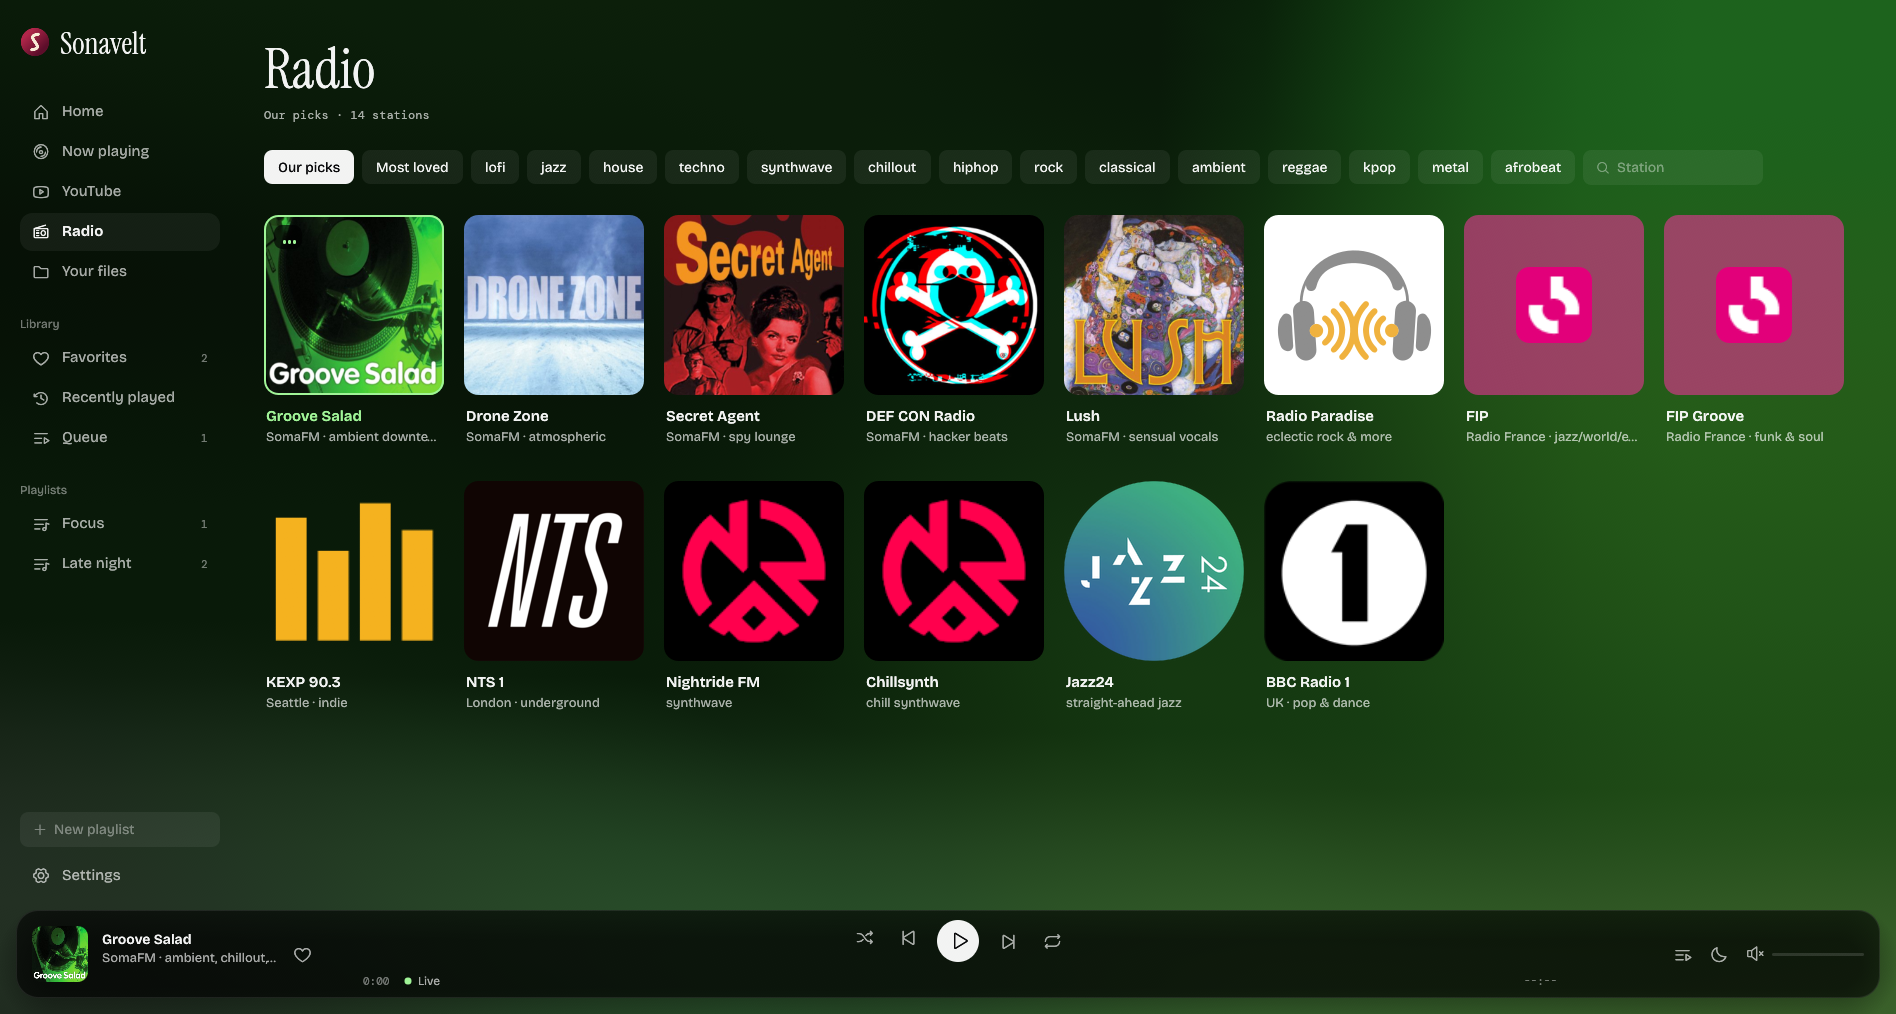 Sonavelt
Home
Now playing
YouTube
Radio
Your files
Library
Favorites 2
Recently played
Queue 1
Playlists
Focus 1
Late night 2
New playlist
Settings
Radio
Our picks · 14 stations
Our picks
Most loved
lofi
jazz
house
techno
synthwave
chillout
hiphop
rock
classical
ambient
reggae
kpop
metal
afrobeat
Station
Groove Salad
DRONE ZONE
Secret Agent
LUSH
Groove Salad
SomaFM · ambient downte...
Drone Zone
SomaFM · atmospheric
Secret Agent
SomaFM · spy lounge
DEF CON Radio
SomaFM · hacker beats
Lush
SomaFM · sensual vocals
Radio Paradise
eclectic rock & more
FIP
Radio France · jazz/world/e...
FIP Groove
Radio France · funk & soul
NTS
JAZZ 24
1
KEXP 90.3
Seattle · indie
NTS 1
London · underground
Nightride FM
synthwave
Chillsynth
chill synthwave
Jazz24
straight-ahead jazz
BBC Radio 1
UK · pop & dance
Groove Salad
Groove Salad
SomaFM · ambient, chillout,...
0:00
Live
--:--